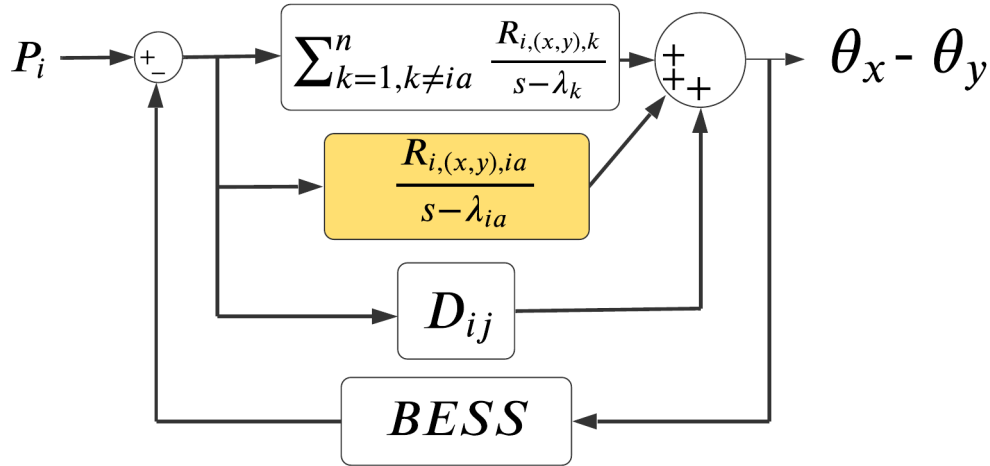 P_i
+
−
∑_{k=1,k≠ia}^{n} R_{i,(x,y),k} / s−λ_k
+
+
+
θ_x - θ_y
R_{i,(x,y),ia} / s−λ_{ia}
D_{ij}
BESS